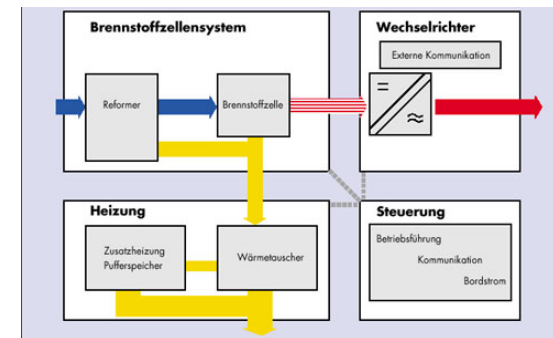 Brennstoffzellensystem
Reformer
Brennstoffzelle
Wechselrichter
Externe Kommunikation
=
≈
Heizung
Zusatzheizung
Pufferspeicher
Wärmetauscher
Steuerung
Betriebsführung
Kommunikation
Bordstrom